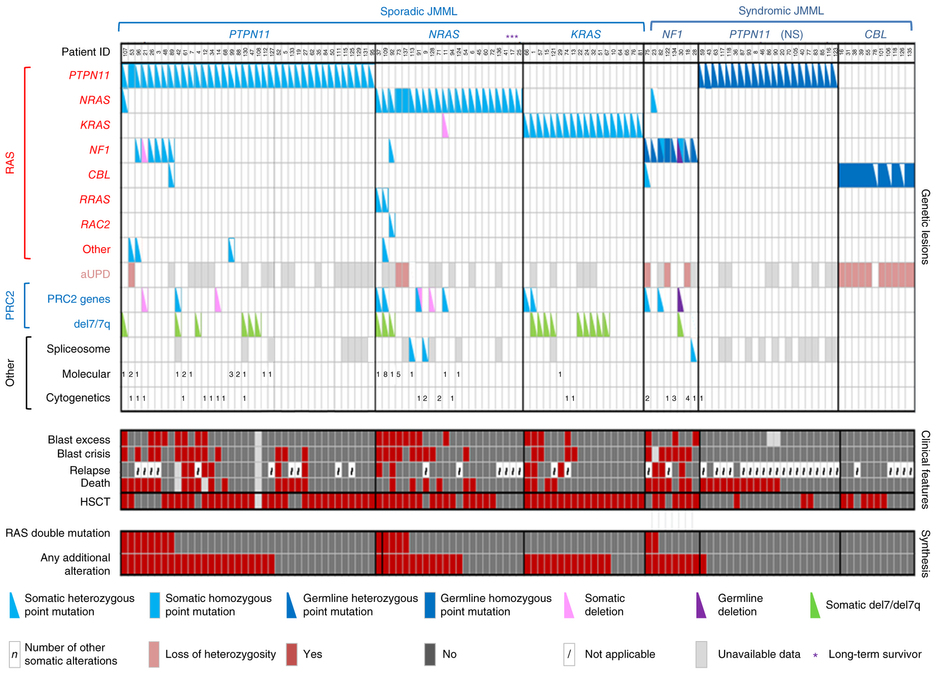 Sporadic JMML
Syndromic JMML
PTPN11
NRAS
***
KRAS
NF1
PTPN11 (NS)
CBL
Patient ID
RAS
PTPN11
NRAS
KRAS
NF1
CBL
RRAS
RAC2
Other
aUPD
PRC2
PRC2 genes
del7/7q
Other
Spliceosome
Molecular
1 2 1 1 2 1 3 2 1 1 1 1 8 1 5 1 1 1 1
Cytogenetics
1 1 1 1 1 1 1 1 1 1 2 2 1 1 1 2 1 3 4 1 1
Genetic lesions
Blast excess
Blast crisis
Relapse
Death
HSCT
Clinical features
RAS double mutation
Any additional
alteration
Synthesis
Somatic heterozygous
point mutation
Somatic homozygous
point mutation
Germline heterozygous
point mutation
Germline homozygous
point mutation
Somatic
deletion
Germline
deletion
Somatic del7/del7q
n Number of other
somatic alterations
Loss of heterozygosity
Yes
No
/ Not applicable
Unavailable data
* Long-term survivor